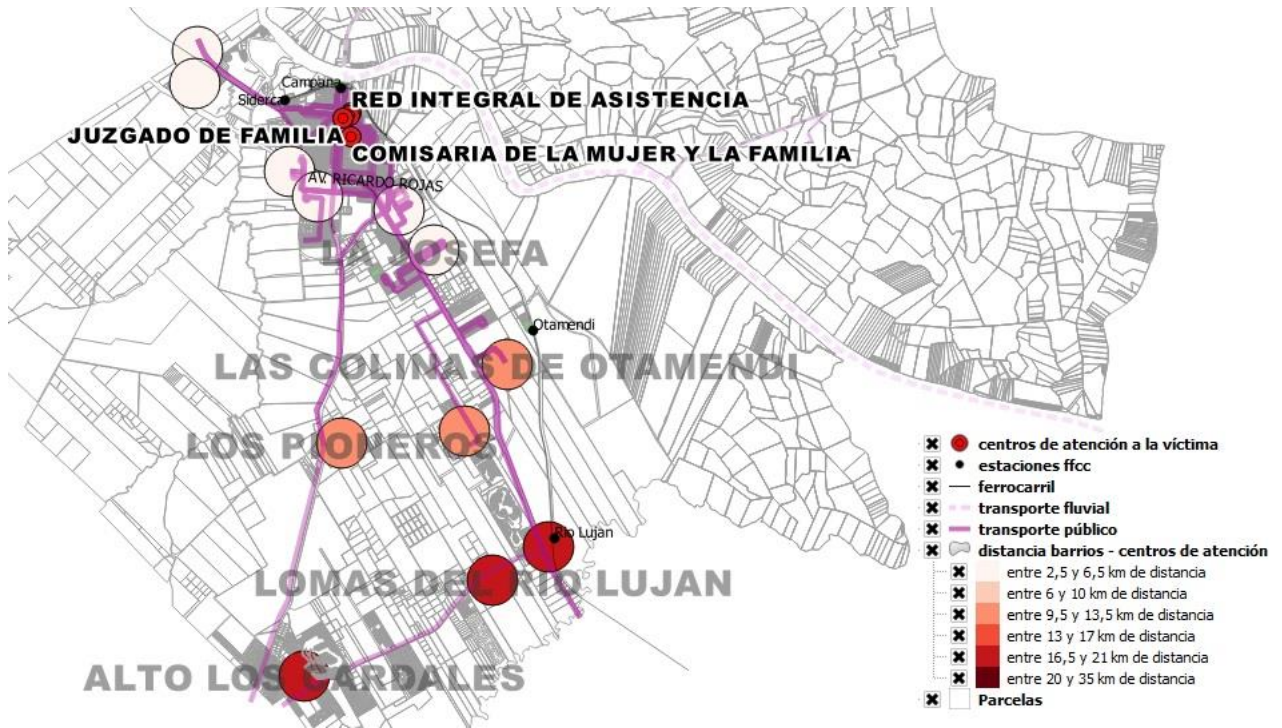 Campana
Siderca
RED INTEGRAL DE ASISTENCIA
JUZGADO DE FAMILIA
COMISARIA DE LA MUJER Y LA FAMILIA
AV. RICARDO ROJAS
LA JOSEFA
Otamendi
LAS COLINAS DE OTAMENDI
LOS PIONEROS
Rio Lujan
LOMAS DEL RIO LUJAN
ALTO LOS CARDALES
centros de atención a la víctima
estaciones ffcc
ferrocarril
transporte fluvial
transporte público
distancia barrios - centros de atención
entre 2,5 y 6,5 km de distancia
entre 6 y 10 km de distancia
entre 9,5 y 13,5 km de distancia
entre 13 y 17 km de distancia
entre 16,5 y 21 km de distancia
entre 20 y 35 km de distancia
Parcelas